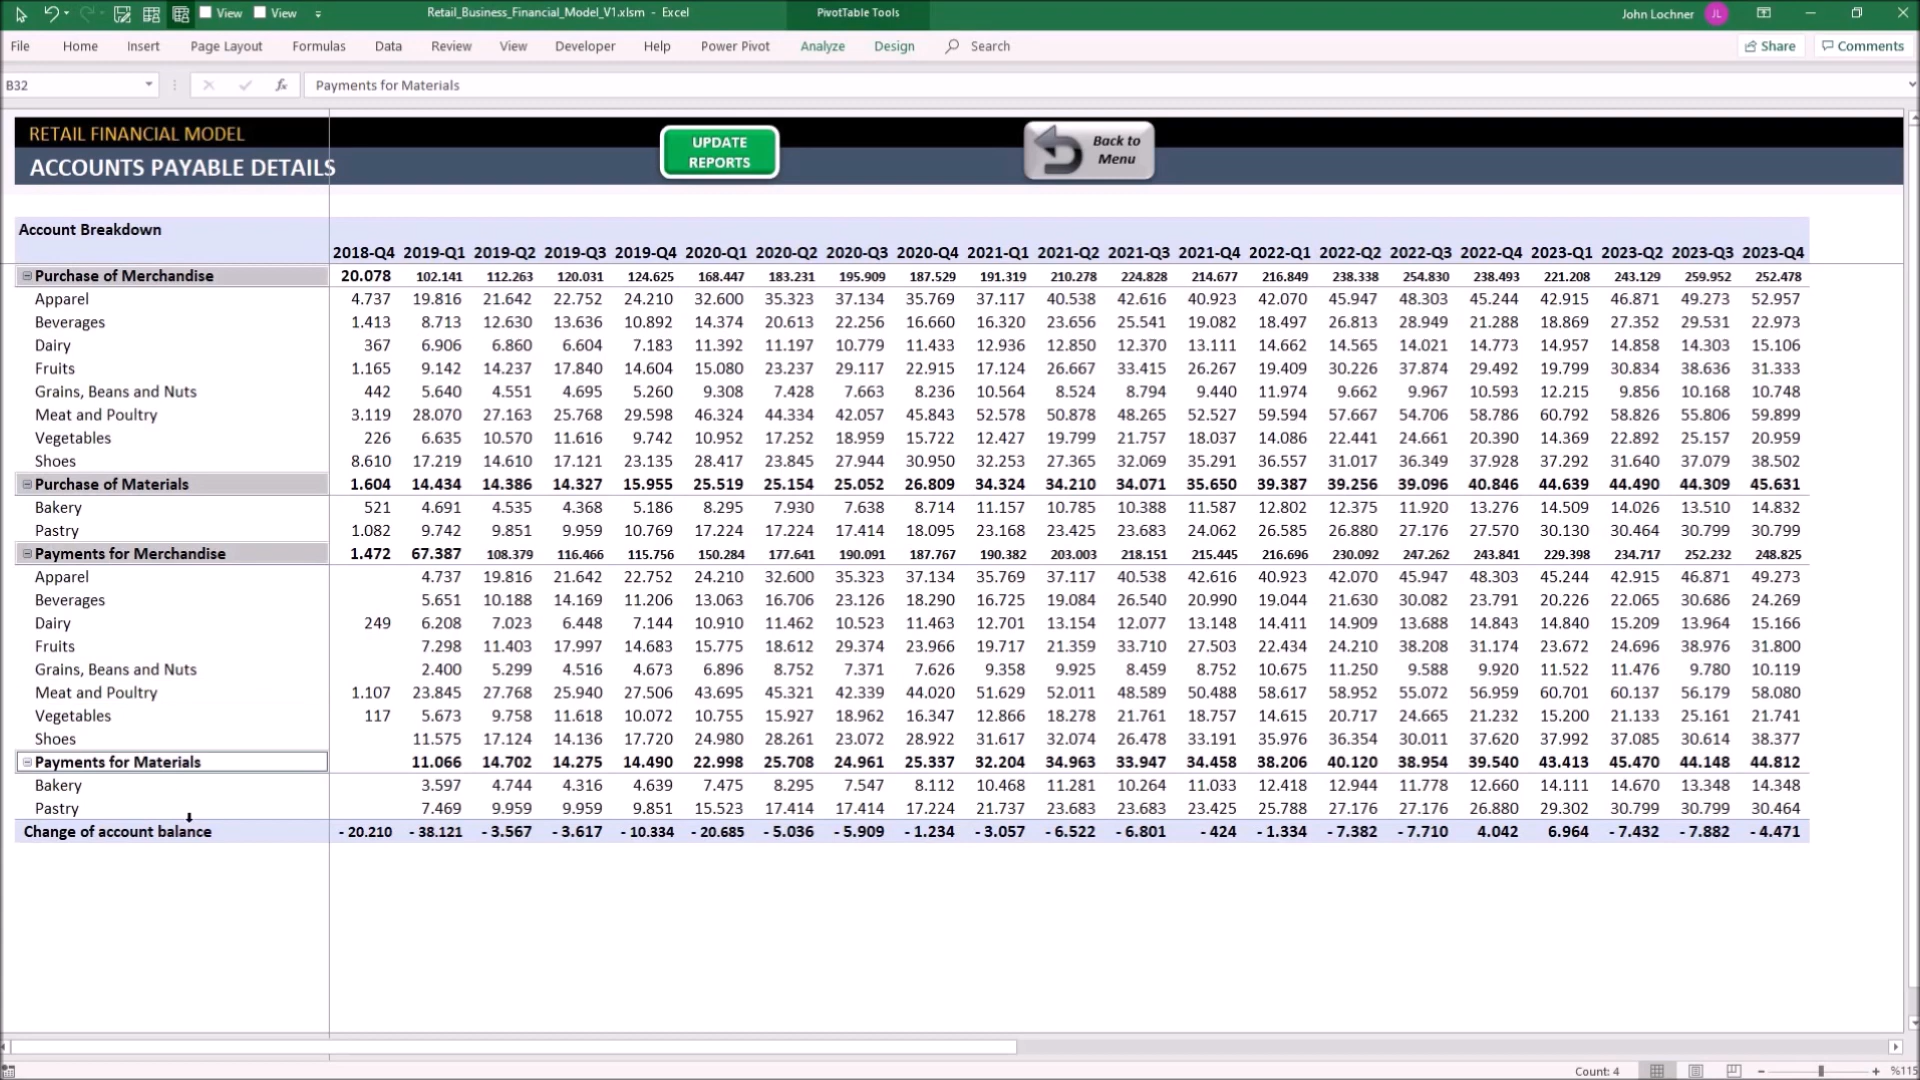 View View Retail_Business_Financial_Model_V1.xlsm - Excel PivotTable Tools John Lochner JL
File Home Insert Page Layout Formulas Data Review View Developer Help Power Pivot Analyze Design Search Share Comments
B32 fx Payments for Materials
RETAIL FINANCIAL MODEL
ACCOUNTS PAYABLE DETAILS
UPDATE
REPORTS
Back to
Menu
Account Breakdown
2018-Q4 2019-Q1 2019-Q2 2019-Q3 2019-Q4 2020-Q1 2020-Q2 2020-Q3 2020-Q4 2021-Q1 2021-Q2 2021-Q3 2021-Q4 2022-Q1 2022-Q2 2022-Q3 2022-Q4 2023-Q1 2023-Q2 2023-Q3 2023-Q4
Purchase of Merchandise 20.078 102.141 112.263 120.031 124.625 168.447 183.231 195.909 187.529 191.319 210.278 224.828 214.677 216.849 238.338 254.830 238.493 221.208 243.129 259.952 252.478
Apparel 4.737 19.816 21.642 22.752 24.210 32.600 35.323 37.134 35.769 37.117 40.538 42.616 40.923 42.070 45.947 48.303 45.244 42.915 46.871 49.273 52.957
Beverages 1.413 8.713 12.630 13.636 10.892 14.374 20.613 22.256 16.660 16.320 23.656 25.541 19.082 18.497 26.813 28.949 21.288 18.869 27.352 29.531 22.973
Dairy 367 6.906 6.860 6.604 7.183 11.392 11.197 10.779 11.433 12.936 12.850 12.370 13.111 14.662 14.565 14.021 14.773 14.957 14.858 14.303 15.106
Fruits 1.165 9.142 14.237 17.840 14.604 15.080 23.237 29.117 22.915 17.124 26.667 33.415 26.267 19.409 30.226 37.874 29.492 19.799 30.834 38.636 31.333
Grains, Beans and Nuts 442 5.640 4.551 4.695 5.260 9.308 7.428 7.663 8.236 10.564 8.524 8.794 9.440 11.974 9.662 9.967 10.593 12.215 9.856 10.168 10.748
Meat and Poultry 3.119 28.070 27.163 25.768 29.598 46.324 44.334 42.057 45.843 52.578 50.878 48.265 52.527 59.594 57.667 54.706 58.786 60.792 58.826 55.806 59.899
Vegetables 226 6.635 10.570 11.616 9.742 10.952 17.252 18.959 15.722 12.427 19.799 21.757 18.037 14.086 22.441 24.661 20.390 14.369 22.892 25.157 20.959
Shoes 8.610 17.219 14.610 17.121 23.135 28.417 23.845 27.944 30.950 32.253 27.365 32.069 35.291 36.557 31.017 36.349 37.928 37.292 31.640 37.079 38.502
Purchase of Materials 1.604 14.434 14.386 14.327 15.955 25.519 25.154 25.052 26.809 34.324 34.210 34.071 35.650 39.387 39.256 39.096 40.846 44.639 44.490 44.309 45.631
Bakery 521 4.691 4.535 4.368 5.186 8.295 7.930 7.638 8.714 11.157 10.785 10.388 11.587 12.802 12.375 11.920 13.276 14.509 14.026 13.510 14.832
Pastry 1.082 9.742 9.851 9.959 10.769 17.224 17.224 17.414 18.095 23.168 23.425 23.683 24.062 26.585 26.880 27.176 27.570 30.130 30.464 30.799 30.799
Payments for Merchandise 1.472 67.387 108.379 116.466 115.756 150.284 177.641 190.091 187.767 190.382 203.003 218.151 215.445 216.696 230.092 247.262 243.841 229.398 234.717 252.232 248.825
Apparel 4.737 19.816 21.642 22.752 24.210 32.600 35.323 37.134 35.769 37.117 40.538 42.616 40.923 42.070 45.947 48.303 45.244 42.915 46.871 49.273
Beverages 5.651 10.188 14.169 11.206 13.063 16.706 23.126 18.290 16.725 19.084 26.540 20.990 19.044 21.630 30.082 23.791 20.226 22.065 30.686 24.269
Dairy 249 6.208 7.023 6.448 7.144 10.910 11.462 10.523 11.463 12.701 13.154 12.077 13.148 14.411 14.909 13.688 14.843 14.840 15.209 13.964 15.166
Fruits 7.298 11.403 17.997 14.683 15.775 18.612 29.374 23.966 19.717 21.359 33.710 27.503 22.434 24.210 38.208 31.174 23.672 24.696 38.976 31.800
Grains, Beans and Nuts 2.400 5.299 4.516 4.673 6.896 8.752 7.371 7.626 9.358 9.925 8.459 8.752 10.675 11.250 9.588 9.920 11.522 11.476 9.780 10.119
Meat and Poultry 1.107 23.845 27.768 25.940 27.506 43.695 45.321 42.339 44.020 51.629 52.011 48.589 50.488 58.617 58.952 55.072 56.959 60.701 60.137 56.179 58.080
Vegetables 117 5.673 9.758 11.618 10.072 10.755 15.927 18.962 16.347 12.866 18.278 21.761 18.757 14.615 20.717 24.665 21.232 15.200 21.133 25.161 21.741
Shoes 11.575 17.124 14.136 17.720 24.980 28.261 23.072 28.922 31.617 32.074 26.478 33.191 35.976 36.354 30.011 37.620 37.992 37.085 30.614 38.377
Payments for Materials 11.066 14.702 14.275 14.490 22.998 25.708 24.961 25.337 32.204 34.963 33.947 34.458 38.206 40.120 38.954 39.540 43.413 45.470 44.148 44.812
Bakery 3.597 4.744 4.316 4.639 7.475 8.295 7.547 8.112 10.468 11.281 10.264 11.033 12.418 12.944 11.778 12.660 14.111 14.670 13.348 14.348
Pastry 7.469 9.959 9.959 9.851 15.523 17.414 17.414 17.224 21.737 23.683 23.683 23.425 25.788 27.176 27.176 26.880 29.302 30.799 30.799 30.464
Change of account balance - 20.210 - 38.121 - 3.567 - 3.617 - 10.334 - 20.685 - 5.036 - 5.909 - 1.234 - 3.057 - 6.522 - 6.801 - 424 - 1.334 - 7.382 - 7.710 4.042 6.964 - 7.432 - 7.882 - 4.471
Count: 4 %115